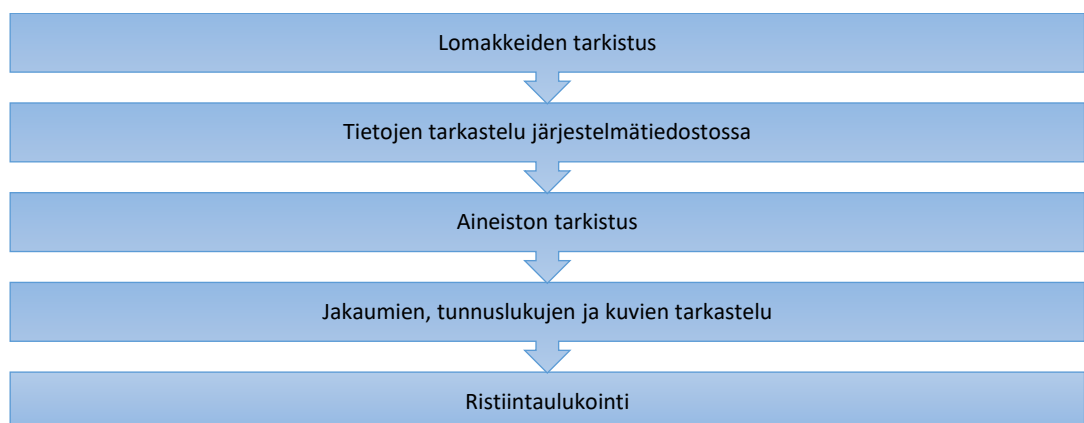 Lomakkeiden tarkistus
Tietojen tarkastelu järjestelmätiedostossa
Aineiston tarkistus
Jakaumien, tunnuslukujen ja kuvien tarkastelu
Ristiintaulukointi